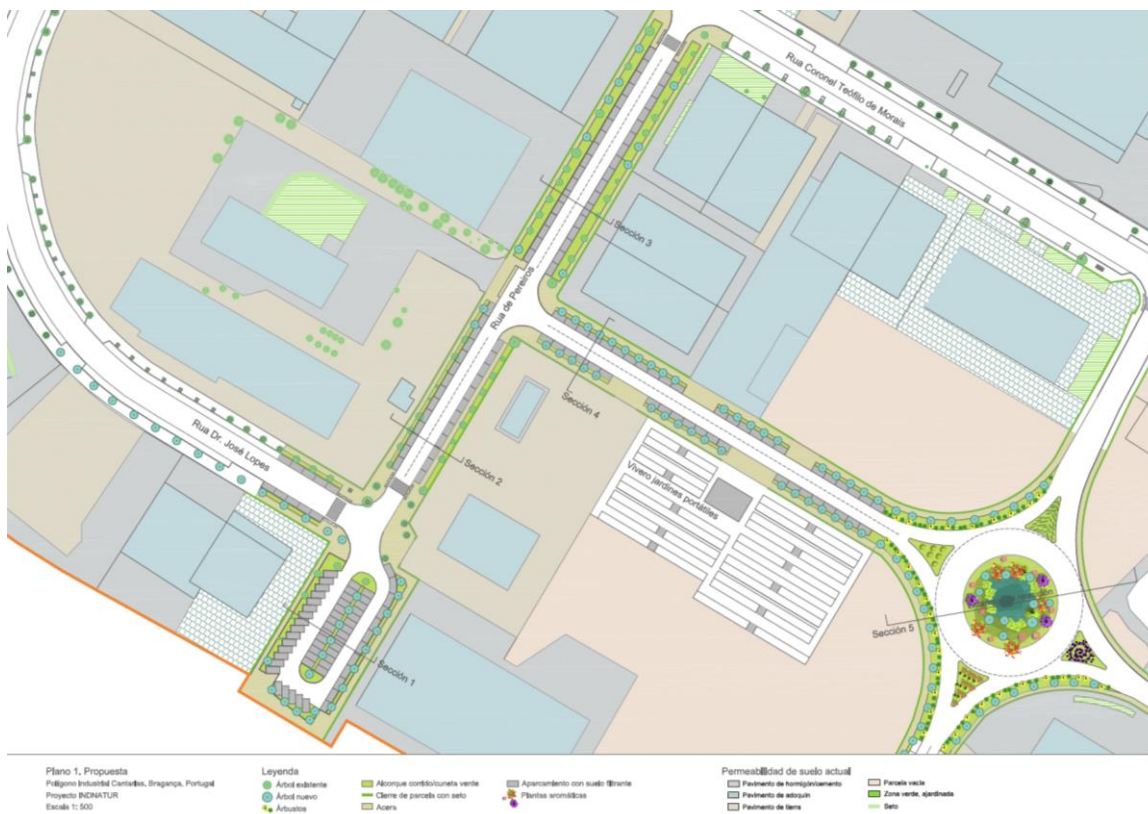 Rua Coronel Teófilo de Morais
Sección 3
Rua de Pereiros
Sección 4
Rua Dr. José Lopes
Sección 2
Vivero jardines portátiles
Sección 5
Sección 1
Plano 1. Propuesta
Polígono Industrial Cantarias, Bragança, Portugal
Proyecto INDNATUR
Escala 1: 500
Leyenda
Árbol existente
Árbol nuevo
Árbustos
Alcorque corrido/cuneta verde
Cierre de parcela con seto
Acera
Aparcamiento con suelo filtrante
Plantas aromáticas
Permeabilidad de suelo actual
Pavimento de hormigón/cemento
Pavimento de adoquín
Pavimento de tierra
Parcela vacía
Zona verde, ajardinada
Seto